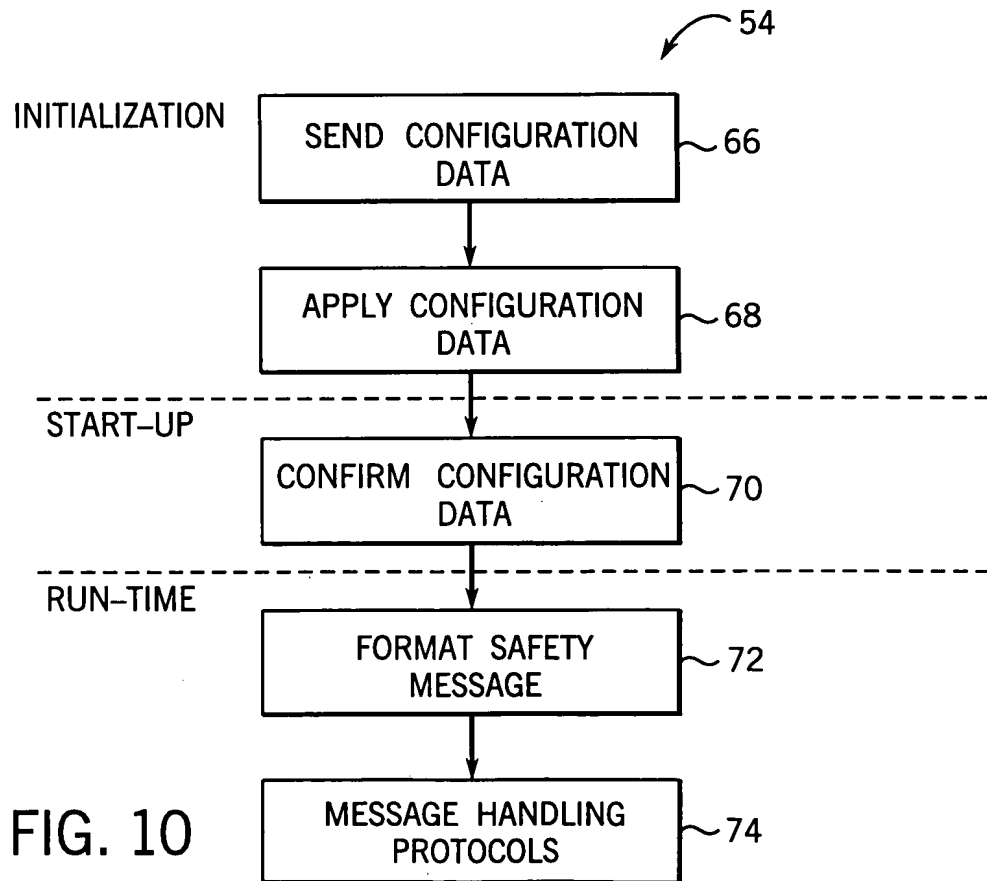 54
INITIALIZATION
SEND CONFIGURATION
DATA
66
APPLY CONFIGURATION
DATA
68
START-UP
CONFIRM CONFIGURATION
DATA
70
RUN-TIME
FORMAT SAFETY
MESSAGE
72
MESSAGE HANDLING
PROTOCOLS
74
FIG. 10